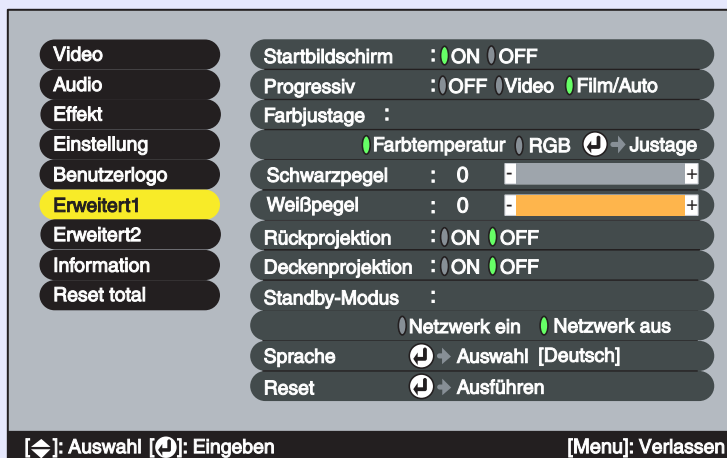 Video
Audio
Effekt
Einstellung
Benutzerlogo
Erweitert1
Erweitert2
Information
Reset total
Startbildschirm : ON OFF
Progressiv : OFF Video Film/Auto
Farbjustage :
Farbtemperatur RGB Justage
Schwarzpegel : 0 - +
Weißpegel : 0 - +
Rückprojektion : ON OFF
Deckenprojektion : ON OFF
Standby-Modus :
Netzwerk ein Netzwerk aus
Sprache Auswahl [Deutsch]
Reset Ausführen
[ ]: Auswahl [ ]: Eingeben [Menu]: Verlassen